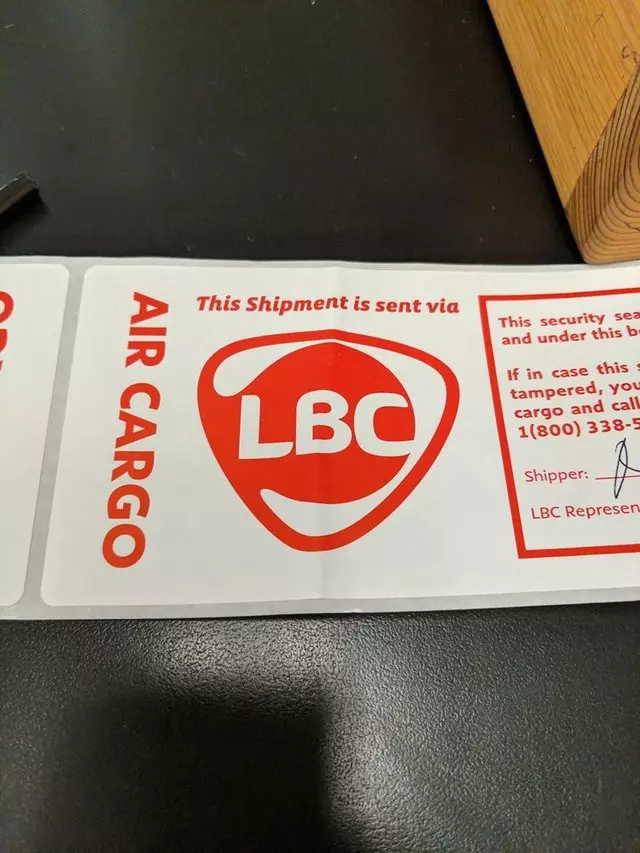 AIR CARGO
This Shipment is sent via
LBC
This security sea
and under this b
If in case this
tampered, you
cargo and call
1(800) 338-5
Shipper:
LBC Represen